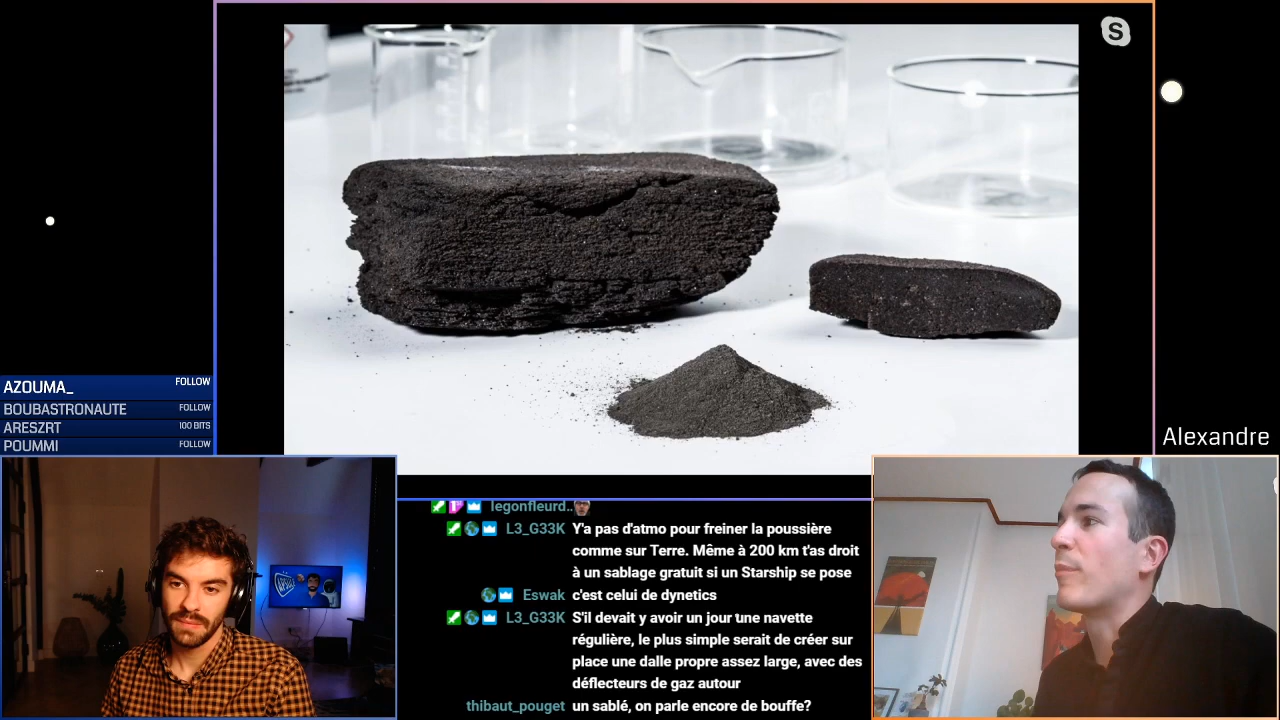 S
AZOUMA_ FOLLOW
BOUBASTRONAUTE FOLLOW
ARESZRT 100 BITS
POUMMI FOLLOW
Alexandre
legonfleurd..
L3_G33K Y'a pas d'atmo pour freiner la poussière
comme sur Terre. Même à 200 km t'as droit
à un sablage gratuit si un Starship se pose
Eswak c'est celui de dynetics
L3_G33K S'il devait y avoir un jour une navette
régulière, le plus simple serait de créer sur
place une dalle propre assez large, avec des
déflecteurs de gaz autour
thibaut_pouget un sablé, on parle encore de bouffe?